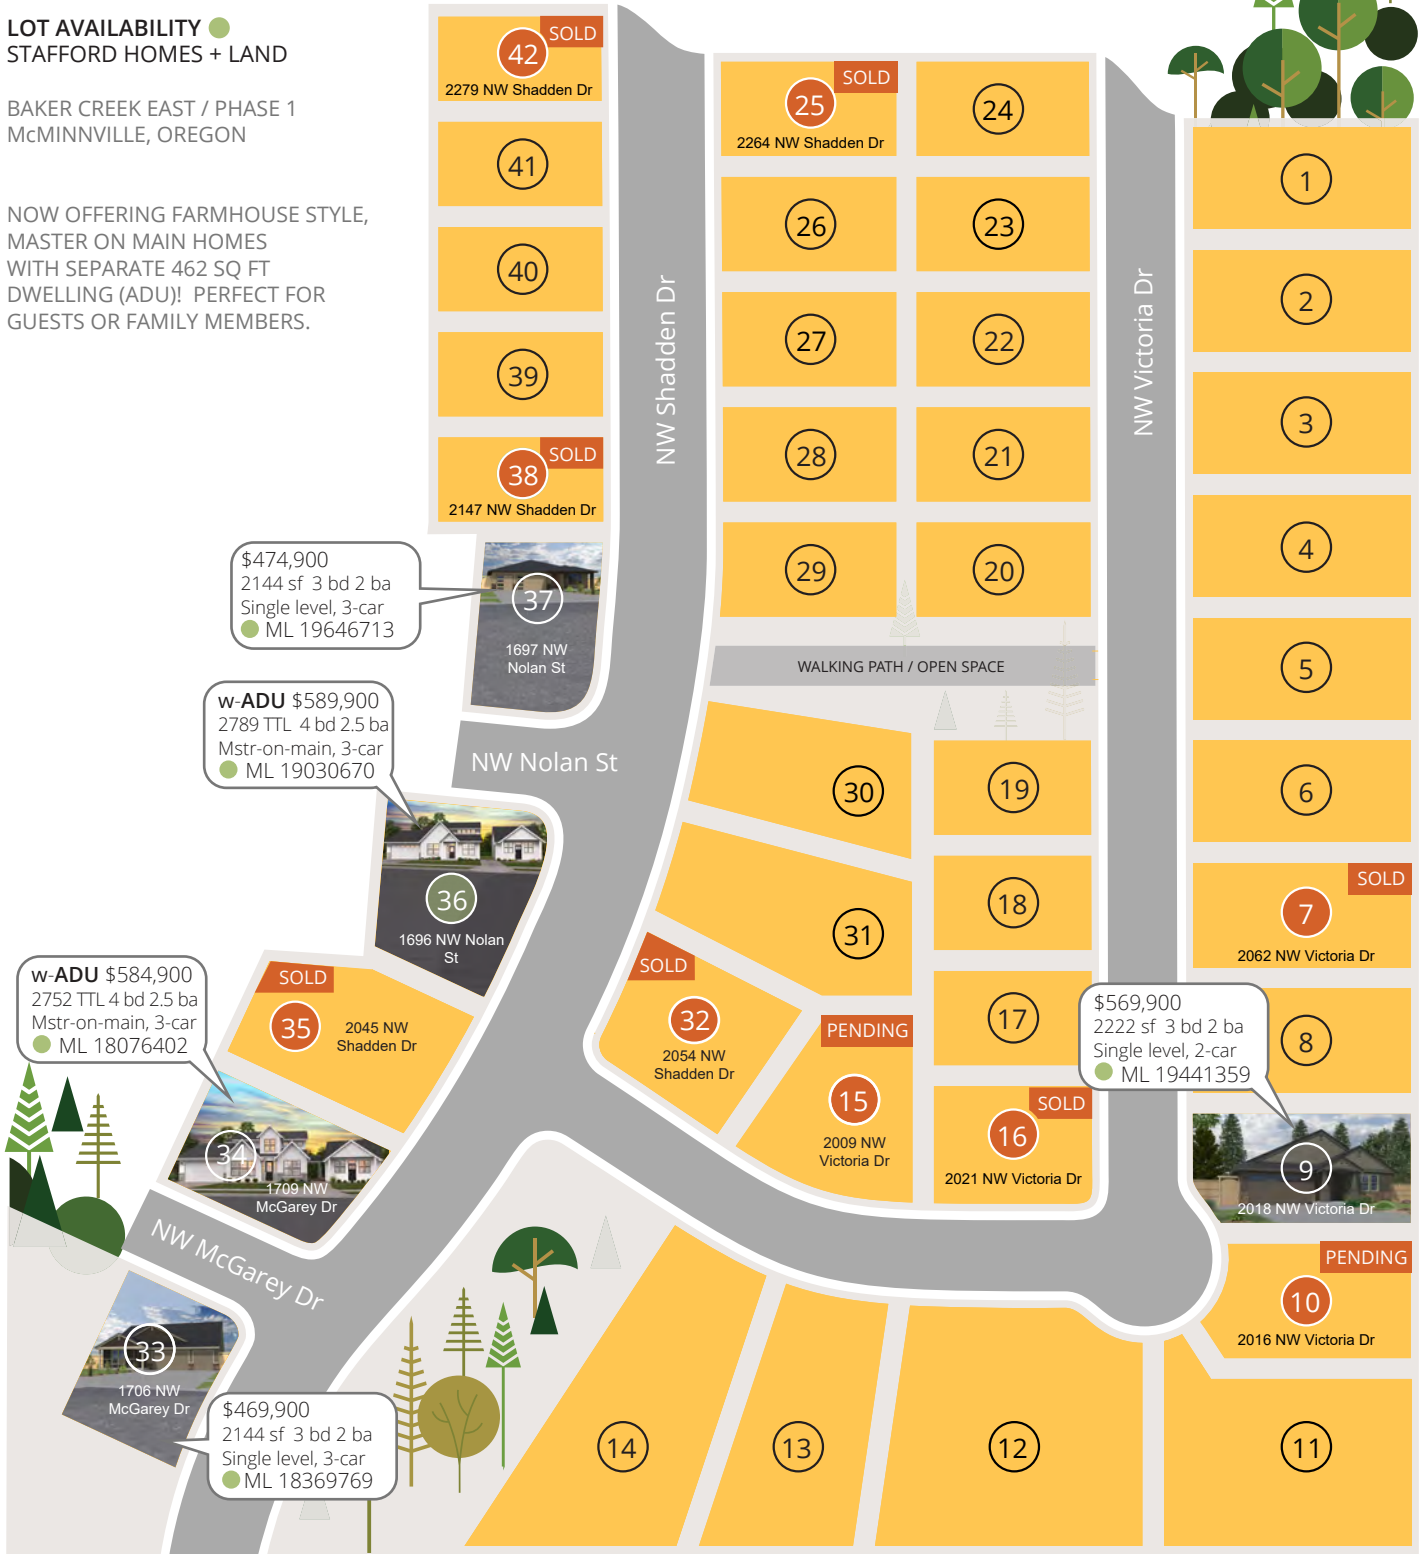 LOT AVAILABILITY
STAFFORD HOMES + LAND
BAKER CREEK EAST / PHASE 1
McMINNVILLE, OREGON
NOW OFFERING FARMHOUSE STYLE,
MASTER ON MAIN HOMES
WITH SEPARATE 462 SQ FT
DWELLING (ADU)! PERFECT FOR
GUESTS OR FAMILY MEMBERS.
SOLD
42
2279 NW Shadden Dr
41
40
39
SOLD
38
2147 NW Shadden Dr
$474,900
2144 sf 3 bd 2 ba
Single level, 3-car
ML 19646713
37
1697 NW
Nolan St
w-ADU $589,900
2789 TTL 4 bd 2.5 ba
Mstr-on-main, 3-car
ML 19030670
36
1696 NW Nolan
St
NW Nolan St
w-ADU $584,900
2752 TTL 4 bd 2.5 ba
Mstr-on-main, 3-car
ML 18076402
SOLD
35
2045 NW
Shadden Dr
34
1709 NW
McGarey Dr
NW McGarey Dr
33
1706 NW
McGarey Dr
$469,900
2144 sf 3 bd 2 ba
Single level, 3-car
ML 18369769
NW Shadden Dr
SOLD
25
2264 NW Shadden Dr
24
26
23
27
22
28
21
29
20
WALKING PATH / OPEN SPACE
30
19
31
18
SOLD
32
2054 NW
Shadden Dr
17
PENDING
15
2009 NW
Victoria Dr
SOLD
16
2021 NW Victoria Dr
NW Victoria Dr
1
2
3
4
5
6
SOLD
7
2062 NW Victoria Dr
8
$569,900
2222 sf 3 bd 2 ba
Single level, 2-car
ML 19441359
9
2018 NW Victoria Dr
PENDING
10
2016 NW Victoria Dr
14
13
12
11